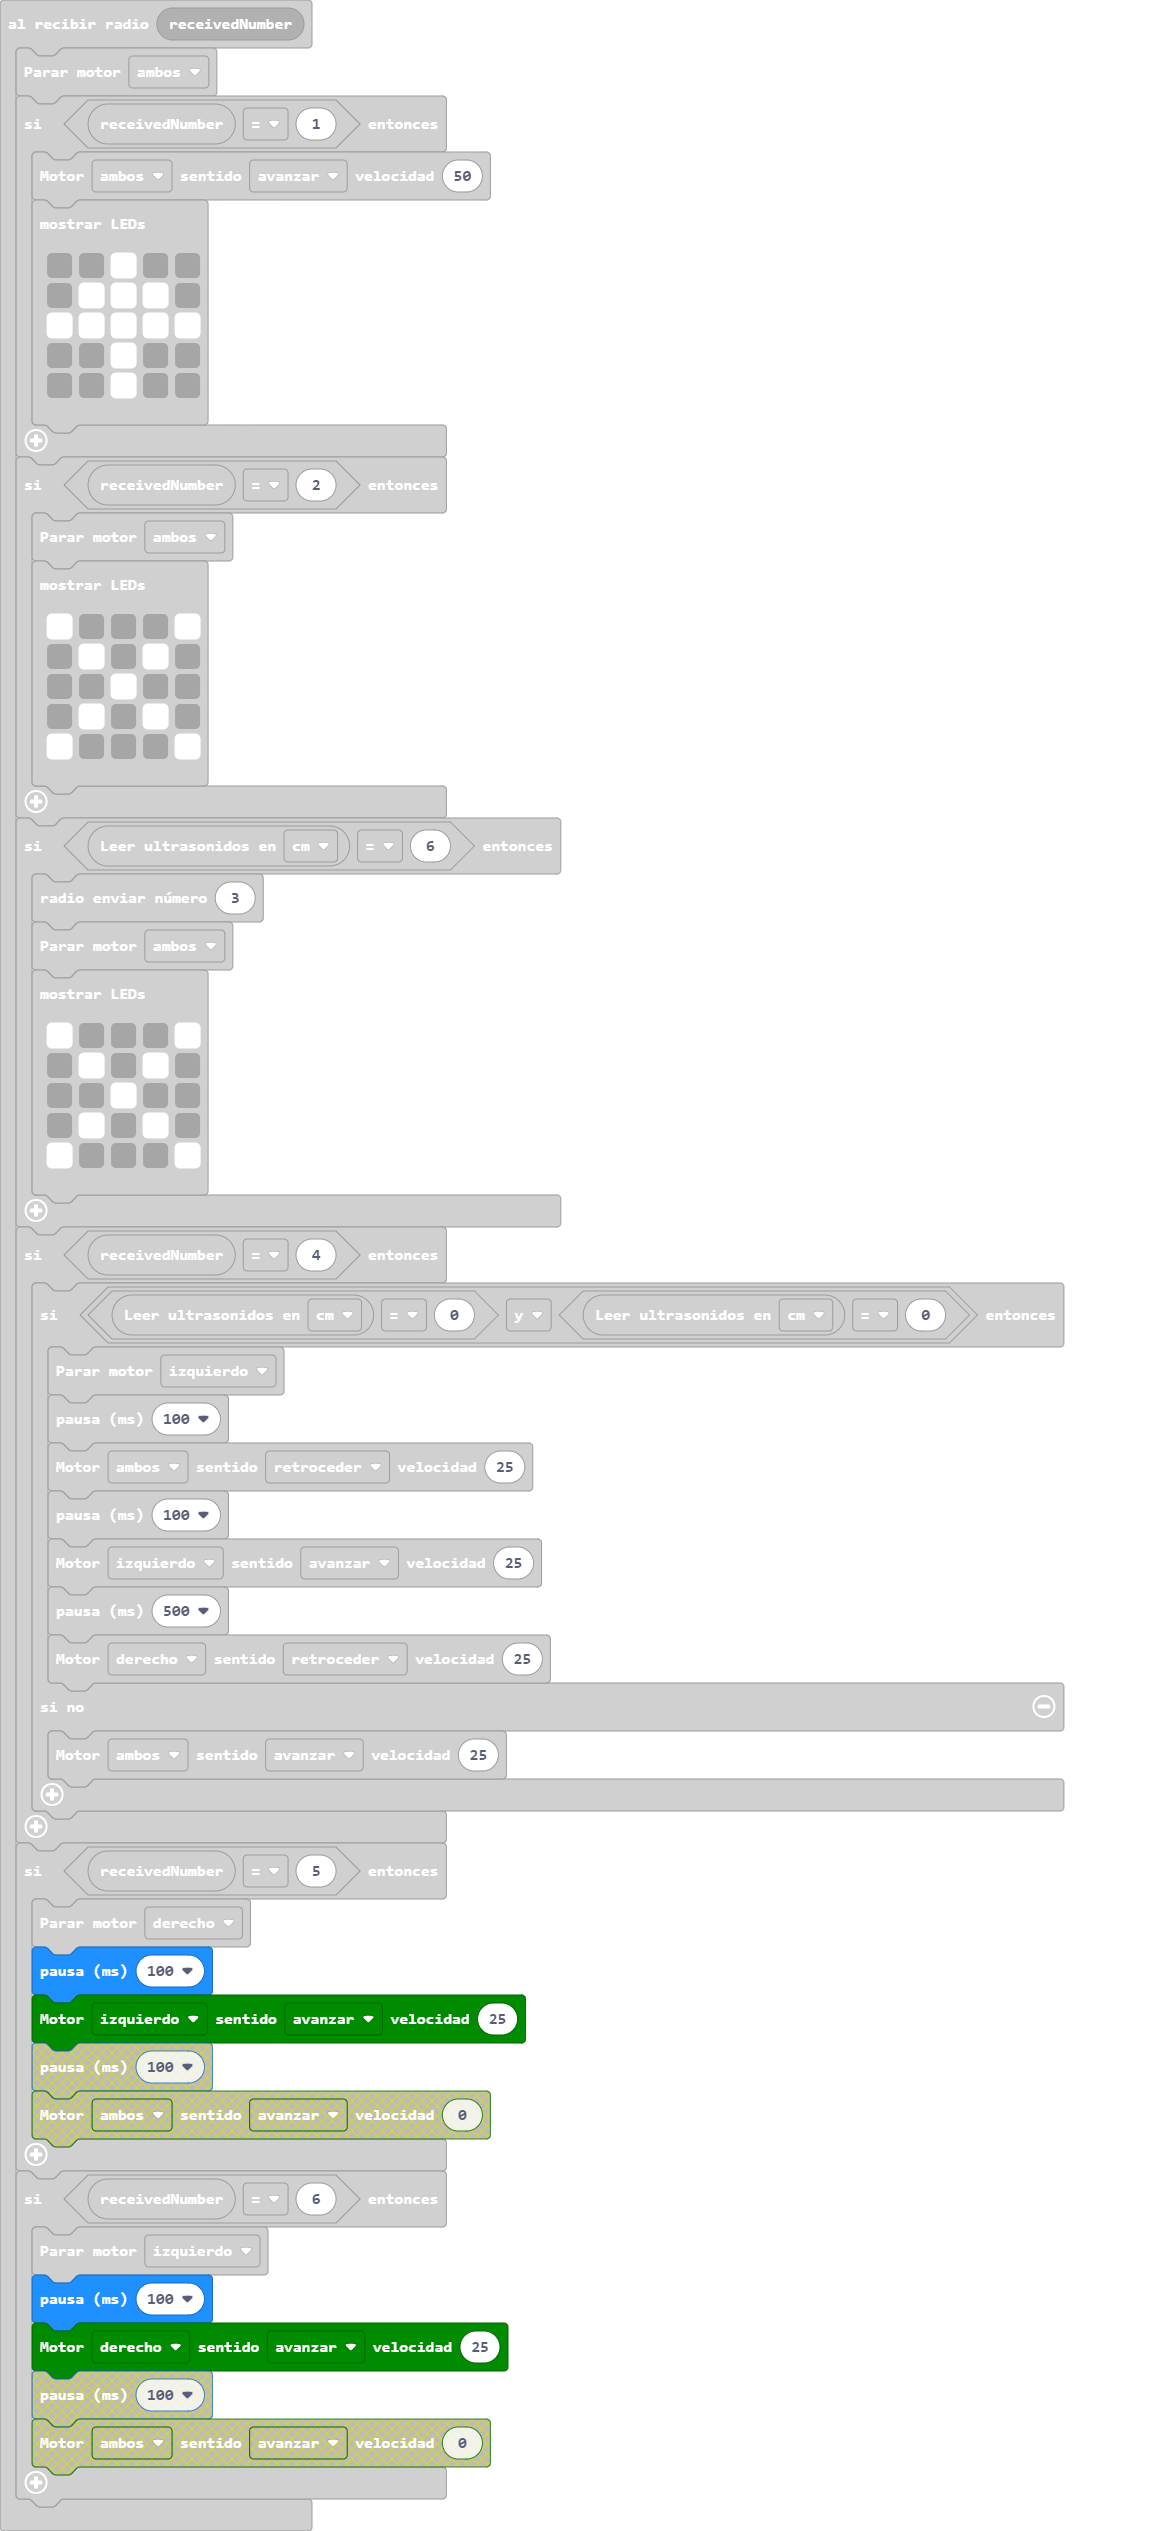 al recibir radio receivedNumber
Parar motor ambos
si receivedNumber = 1 entonces
Motor ambos sentido avanzar velocidad 50
mostrar LEDs
si receivedNumber = 2 entonces
Parar motor ambos
mostrar LEDs
si Leer ultrasonidos en cm = 6 entonces
radio enviar número 3
Parar motor ambos
mostrar LEDs
si receivedNumber = 4 entonces
si Leer ultrasonidos en cm = 0 y Leer ultrasonidos en cm = 0 entonces
Parar motor izquierdo
pausa (ms) 100
Motor ambos sentido retroceder velocidad 25
pausa (ms) 100
Motor izquierdo sentido avanzar velocidad 25
pausa (ms) 500
Motor derecho sentido retroceder velocidad 25
si no
Motor ambos sentido avanzar velocidad 25
si receivedNumber = 5 entonces
Parar motor derecho
pausa (ms) 100
Motor izquierdo sentido avanzar velocidad 25
pausa (ms) 100
Motor ambos sentido avanzar velocidad 0
si receivedNumber = 6 entonces
Parar motor izquierdo
pausa (ms) 100
Motor derecho sentido avanzar velocidad 25
pausa (ms) 100
Motor ambos sentido avanzar velocidad 0